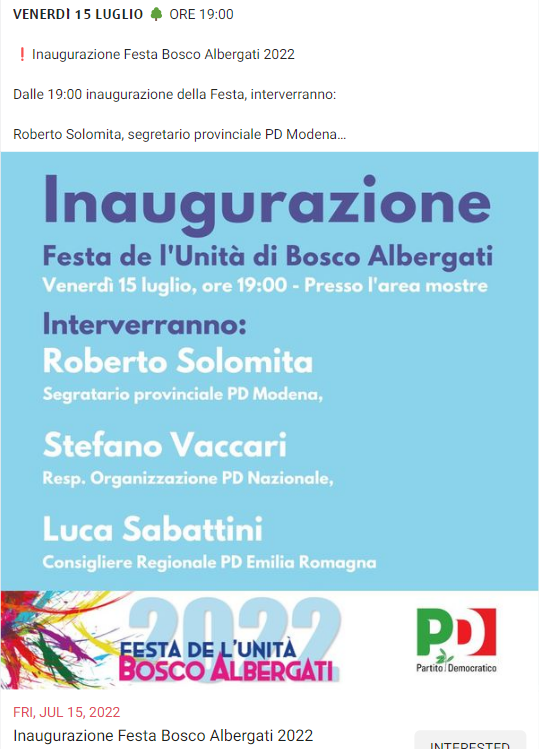 VENERDÌ 15 LUGLIO 🌳 ORE 19:00
❗ Inaugurazione Festa Bosco Albergati 2022
Dalle 19:00 inaugurazione della Festa, interverranno:
Roberto Solomita, segretario provinciale PD Modena...
Inaugurazione
Festa de l'Unità di Bosco Albergati
Venerdì 15 luglio, ore 19:00 - Presso l'area mostre
Interverranno:
Roberto Solomita
Segratario provinciale PD Modena,
Stefano Vaccari
Resp. Organizzazione PD Nazionale,
Luca Sabattini
Consigliere Regionale PD Emilia Romagna
2022
FESTA DE L'UNITÀ
BOSCO ALBERGATI
PD
Partito Democratico
FRI, JUL 15, 2022
Inaugurazione Festa Bosco Albergati 2022
INTERESTED